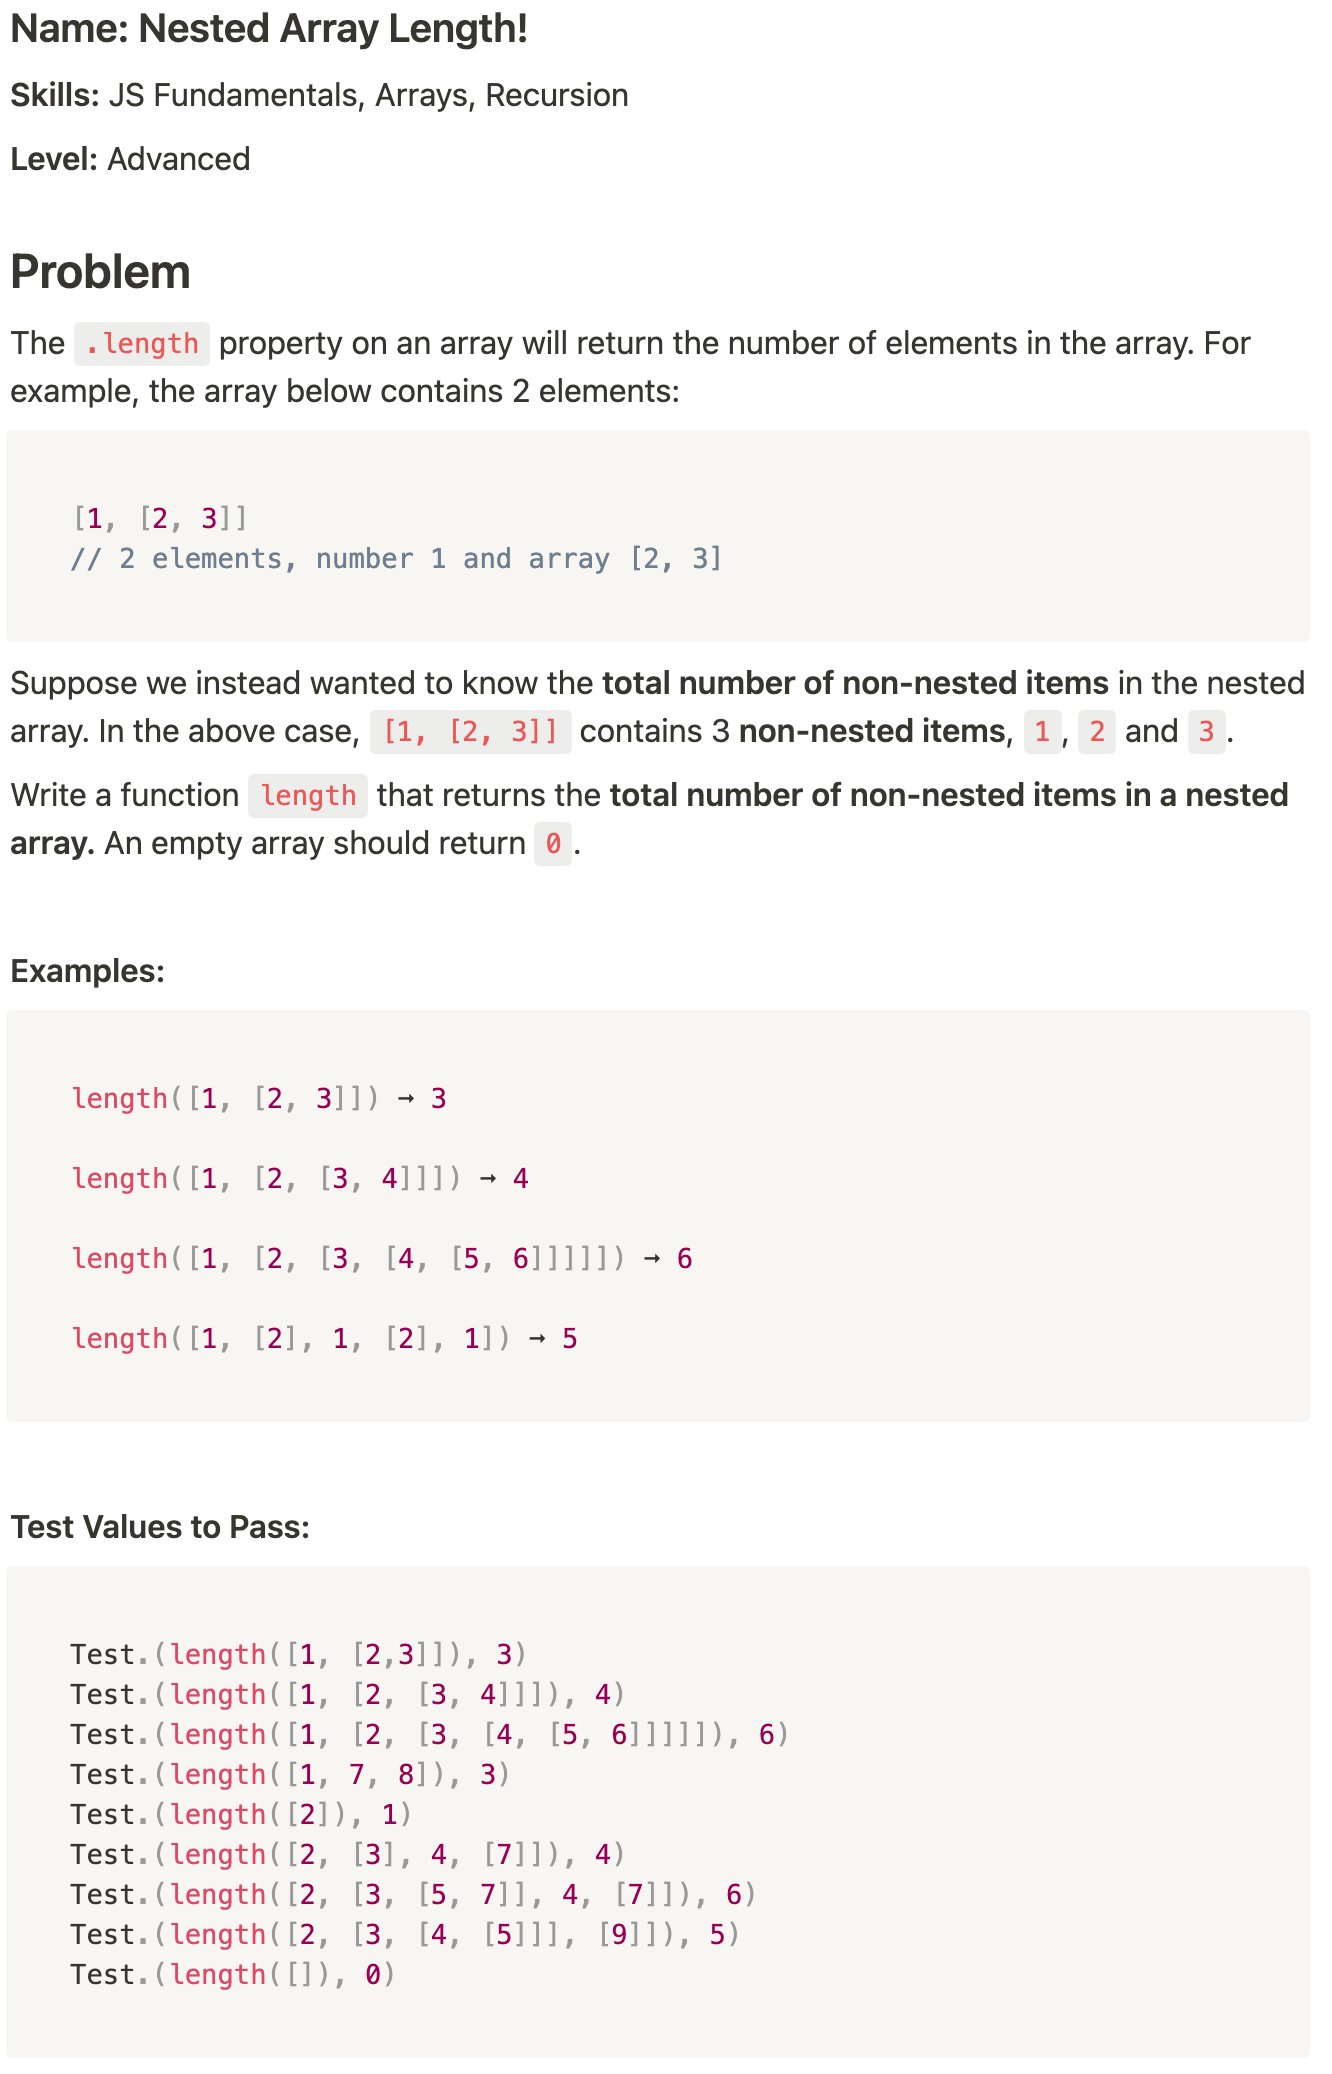 Name: Nested Array Length!
Skills: JS Fundamentals, Arrays, Recursion
Level: Advanced
Problem
The .length property on an array will return the number of elements in the array. For
example, the array below contains 2 elements:
[1, [2, 3]]
// 2 elements, number 1 and array [2, 3]
Suppose we instead wanted to know the total number of non-nested items in the nested
array. In the above case, [1, [2, 3]] contains 3 non-nested items, 1, 2 and 3.
Write a function length that returns the total number of non-nested items in a nested
array. An empty array should return 0.
Examples:
length([1, [2, 3]]) → 3
length([1, [2, [3, 4]]]) → 4
length([1, [2, [3, [4, [5, 6]]]]]) → 6
length([1, [2], 1, [2], 1]) → 5
Test Values to Pass:
Test.(length([1, [2,3]]), 3)
Test.(length([1, [2, [3, 4]]]), 4)
Test.(length([1, [2, [3, [4, [5, 6]]]]]), 6)
Test.(length([1, 7, 8]), 3)
Test.(length([2]), 1)
Test.(length([2, [3], 4, [7]]), 4)
Test.(length([2, [3, [5, 7]], 4, [7]]), 6)
Test.(length([2, [3, [4, [5]]], [9]]), 5)
Test.(length([]), 0)